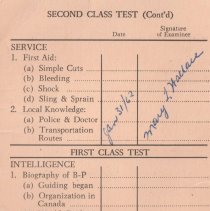 SECOND CLASS TEST (Cont'd)
Date
Signature of Examiner
SERVICE
1. First Aid:
(a) Simple Cuts
(b) Bleeding
(c) Shock
(d) Sling & Sprain
2. Local Knowledge:
(a) Police & Doctor
(b) Transportation
Routes
Jan 31/62
Mary I. Wallace
FIRST CLASS TEST
INTELLIGENCE
1. Biography of B-P
(a) Guiding began
(b) Organization in
Canada